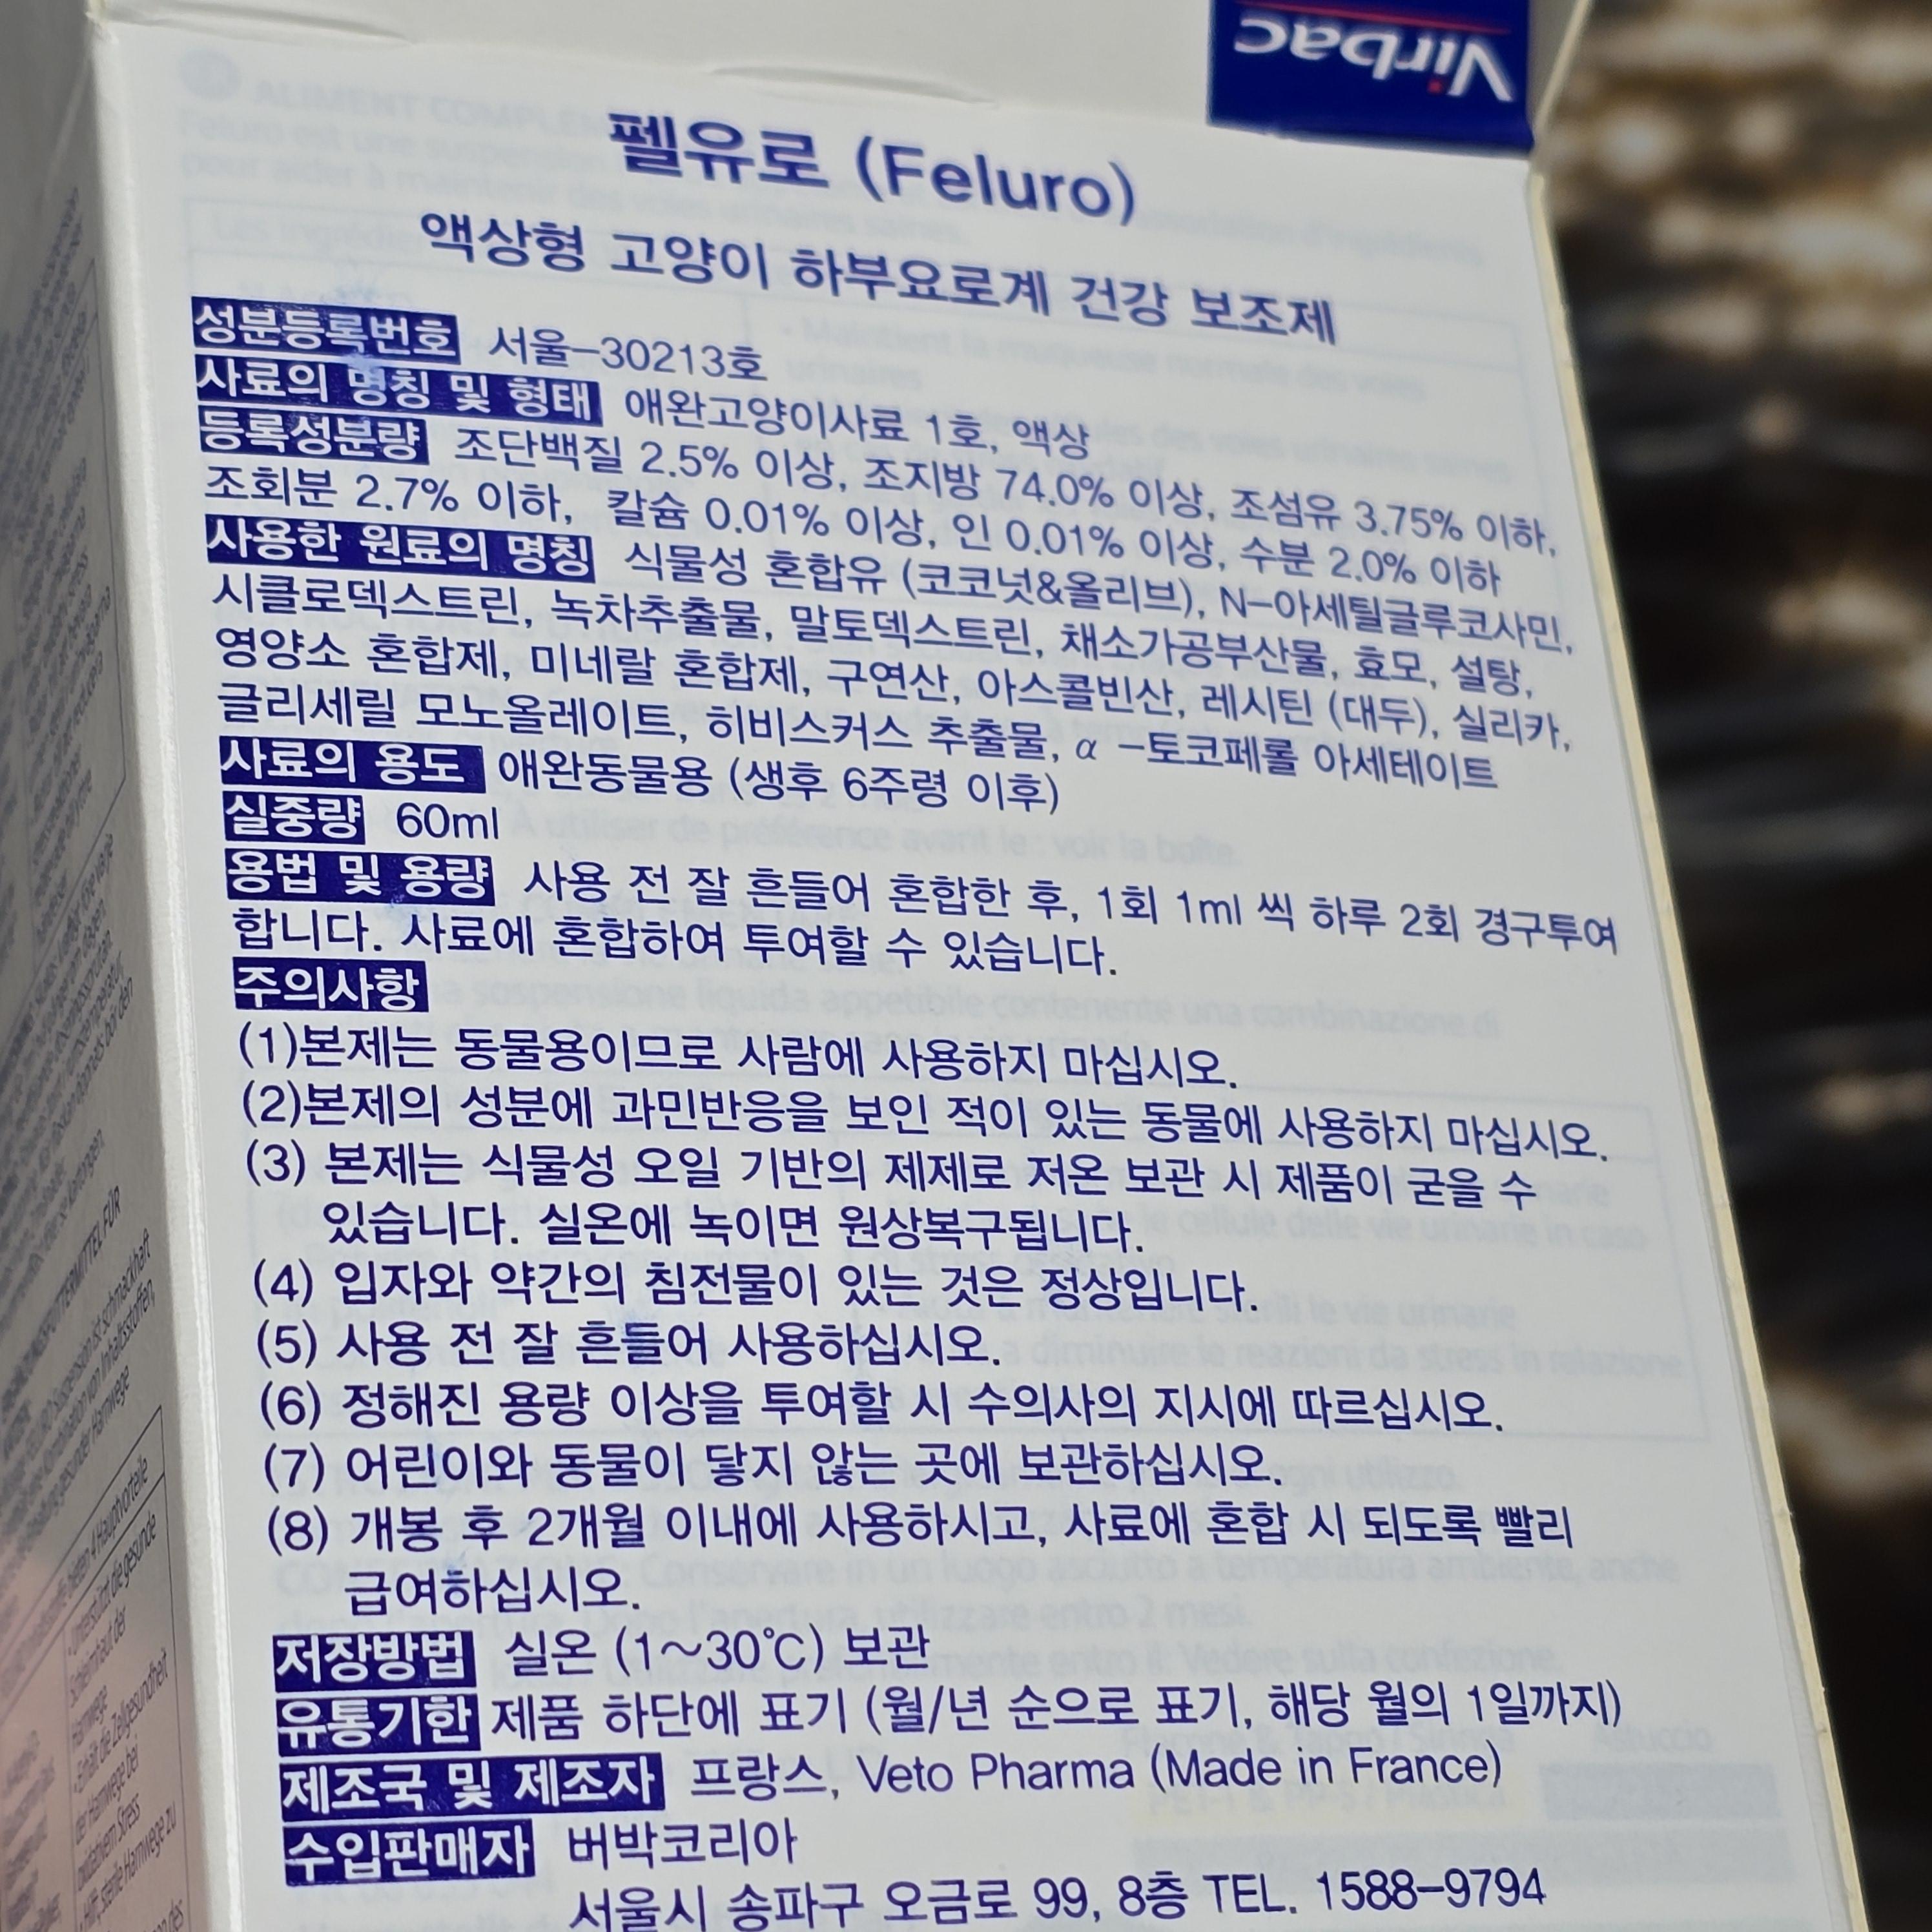 Virbac
펠유로 (Feluro)
액상형 고양이 하부요로계 건강 보조제
성분등록번호 서울-30213호
사료의 명칭 및 형태 애완고양이사료 1호, 액상
등록성분량 조단백질 2.5% 이상, 조지방 74.0% 이상, 조섬유 3.75% 이하,
조회분 2.7% 이하, 칼슘 0.01% 이상, 인 0.01% 이상, 수분 2.0% 이하
사용한 원료의 명칭 식물성 혼합유 (코코넛&올리브), N-아세틸글루코사민,
시클로덱스트린, 녹차추출물, 말토덱스트린, 채소가공부산물, 효모, 설탕,
영양소 혼합제, 미네랄 혼합제, 구연산, 아스콜빈산, 레시틴 (대두), 실리카,
글리세릴 모노올레이트, 히비스커스 추출물, α -토코페롤 아세테이트
사료의 용도 애완동물용 (생후 6주령 이후)
실중량 60ml
용법 및 용량 사용 전 잘 흔들어 혼합한 후, 1회 1ml 씩 하루 2회 경구투여
합니다. 사료에 혼합하여 투여할 수 있습니다.
주의사항
(1)본제는 동물용이므로 사람에 사용하지 마십시오.
(2)본제의 성분에 과민반응을 보인 적이 있는 동물에 사용하지 마십시오.
(3) 본제는 식물성 오일 기반의 제제로 저온 보관 시 제품이 굳을 수
있습니다. 실온에 녹이면 원상복구됩니다.
(4) 입자와 약간의 침전물이 있는 것은 정상입니다.
(5) 사용 전 잘 흔들어 사용하십시오.
(6) 정해진 용량 이상을 투여할 시 수의사의 지시에 따르십시오.
(7) 어린이와 동물이 닿지 않는 곳에 보관하십시오.
(8) 개봉 후 2개월 이내에 사용하시고, 사료에 혼합 시 되도록 빨리
급여하십시오.
저장방법 실온 (1~30℃) 보관
유통기한 제품 하단에 표기 (월/년 순으로 표기, 해당 월의 1일까지)
제조국 및 제조자 프랑스, Veto Pharma (Made in France)
수입판매자 버박코리아
서울시 송파구 오금로 99, 8층 TEL. 1588-9794